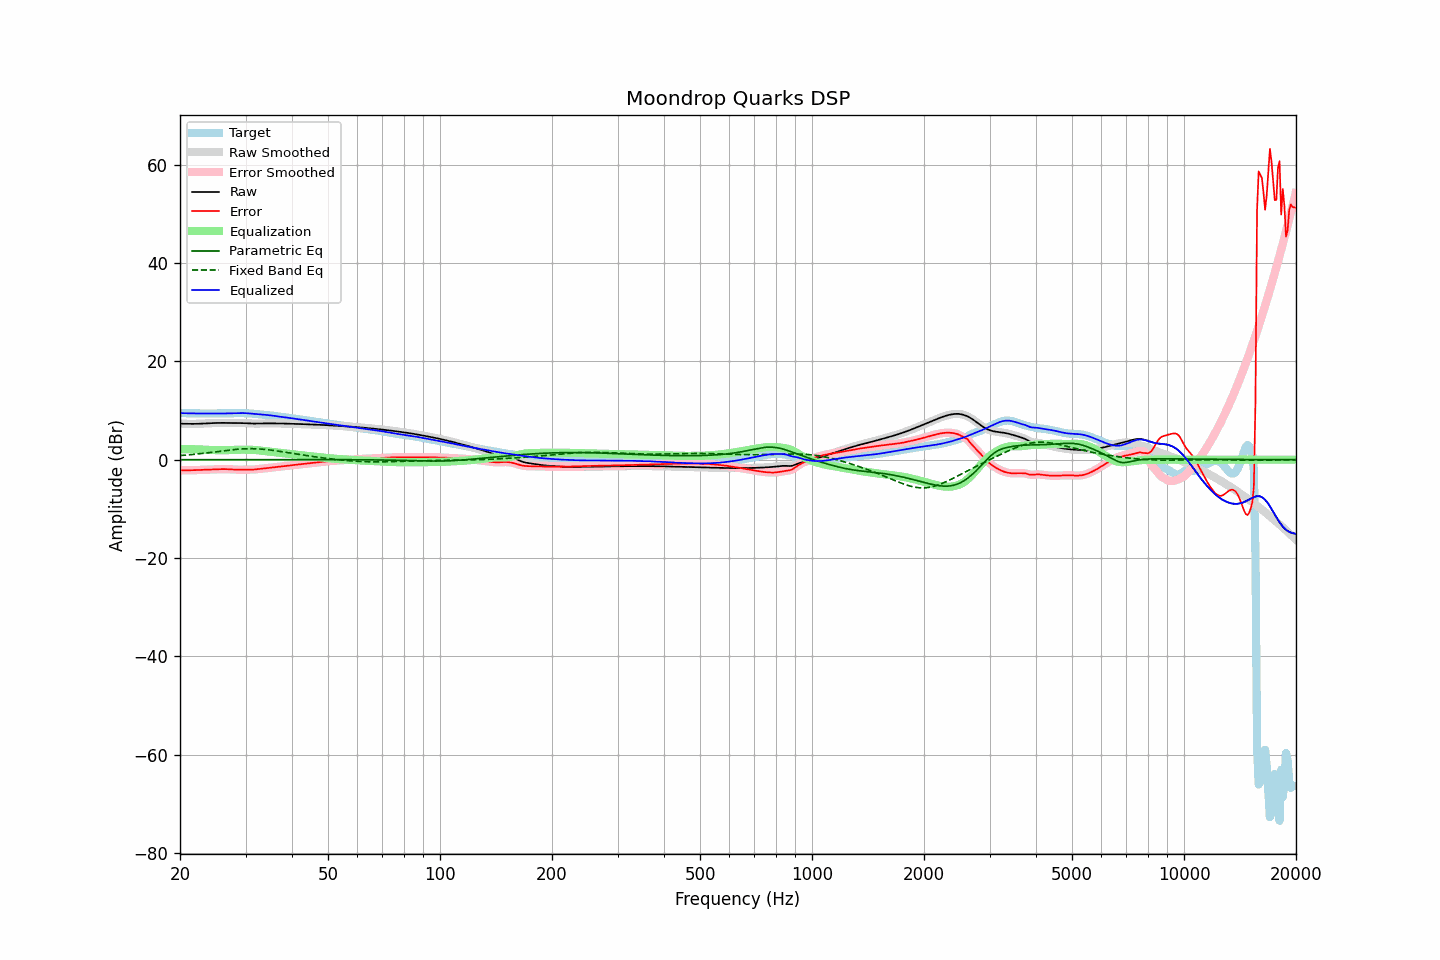 Moondrop Quarks DSP
Target
Raw Smoothed
Error Smoothed
Raw
Error
Equalization
Parametric Eq
Fixed Band Eq
Equalized
60
40
20
0
−20
−40
−60
−80
Amplitude (dBr)
20
50
100
200
500
1000
2000
5000
10000
20000
Frequency (Hz)